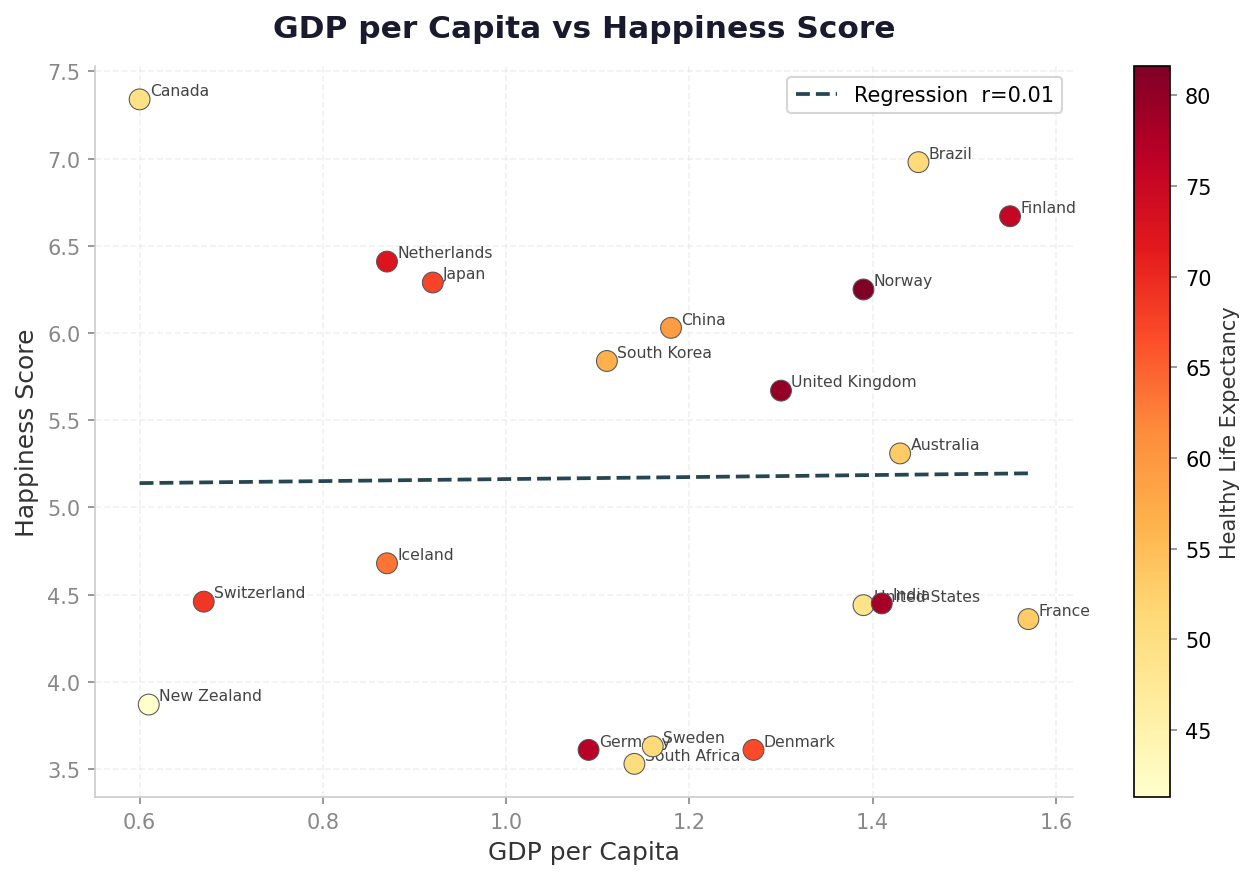 GDP per Capita vs Happiness Score
Regression r=0.01
Happiness Score
7.5
7.0
6.5
6.0
5.5
5.0
4.5
4.0
3.5
Canada
Brazil
Finland
Netherlands
Japan
Norway
China
South Korea
United Kingdom
Australia
Iceland
Switzerland
United States
India
France
New Zealand
Germany
Sweden
South Africa
Denmark
0.6
0.8
1.0
1.2
1.4
1.6
GDP per Capita
80
75
70
65
60
55
50
45
Healthy Life Expectancy